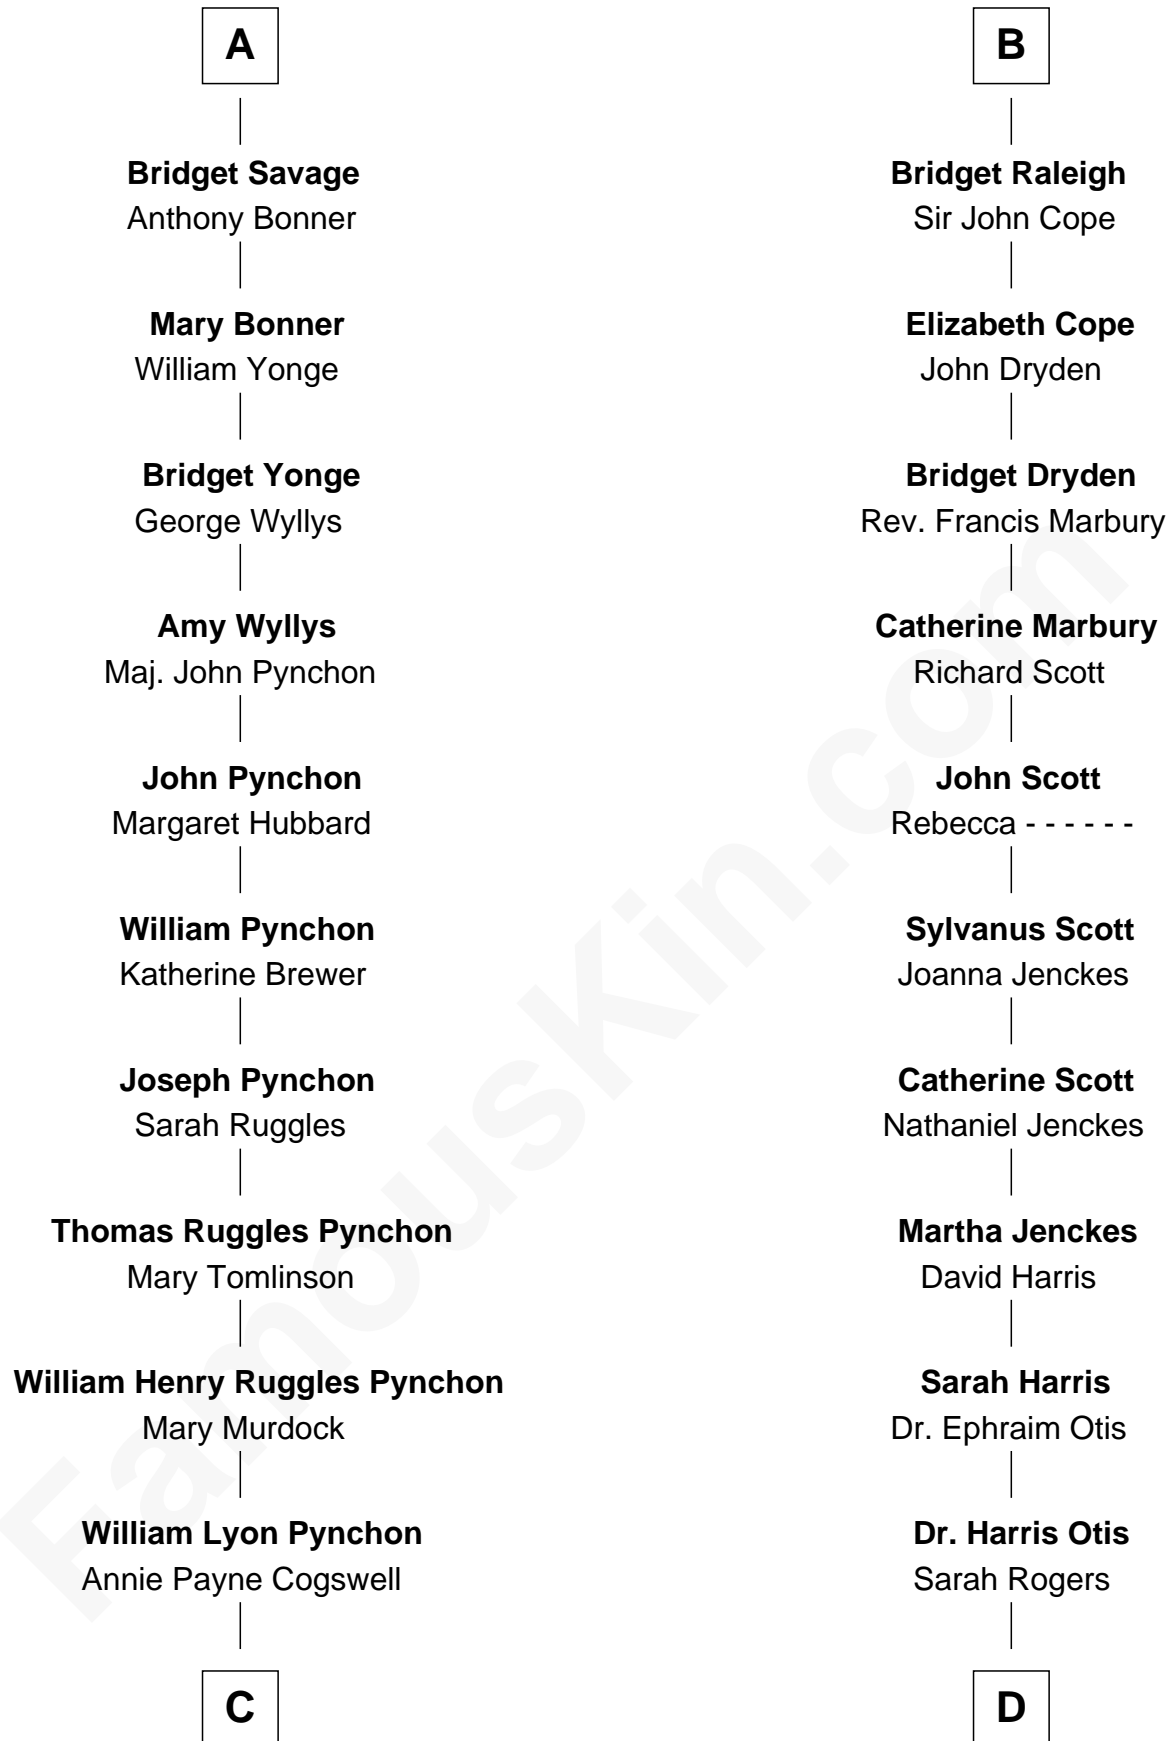 A
Bridget Savage
Anthony Bonner
Mary Bonner
William Yonge
Bridget Yonge
George Wyllys
Amy Wyllys
Maj. John Pynchon
John Pynchon
Margaret Hubbard
William Pynchon
Katherine Brewer
Joseph Pynchon
Sarah Ruggles
Thomas Ruggles Pynchon
Mary Tomlinson
William Henry Ruggles Pynchon
Mary Murdock
William Lyon Pynchon
Annie Payne Cogswell
C
B
Bridget Raleigh
Sir John Cope
Elizabeth Cope
John Dryden
Bridget Dryden
Rev. Francis Marbury
Catherine Marbury
Richard Scott
John Scott
Rebecca - - - - - -
Sylvanus Scott
Joanna Jenckes
Catherine Scott
Nathaniel Jenckes
Martha Jenckes
David Harris
Sarah Harris
Dr. Ephraim Otis
Dr. Harris Otis
Sarah Rogers
D
FamousKin.com